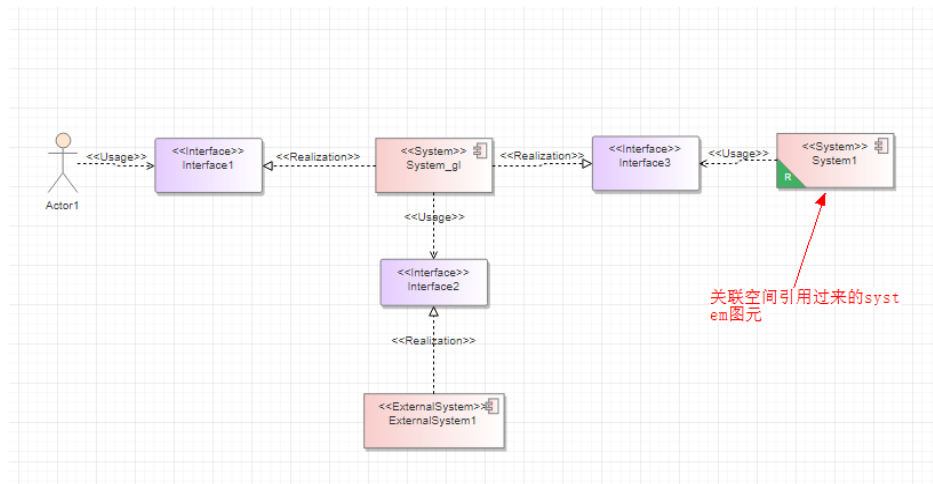 <<Usage>>
<<Interface>>
Interface1
<<Realization>>
<<System>>
System_gl
<<Realization>>
<<Interface>>
Interface3
<<Usage>>
<<System>>
System1
R
Actor1
<<Usage>>
<<Interface>>
Interface2
关联空间引用过来的syst
em图元
<<Realization>>
<<ExternalSystem>>
ExternalSystem1